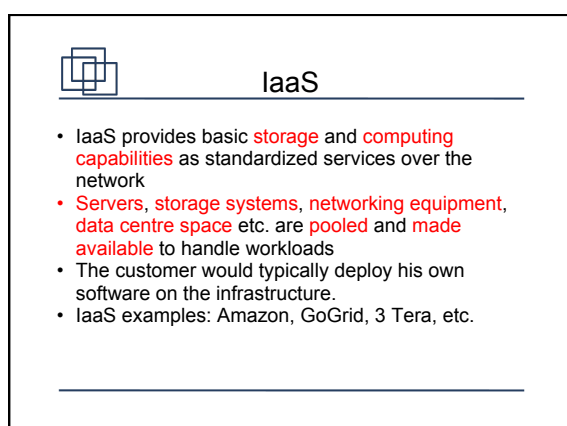 IaaS
• IaaS provides basic storage and computing
capabilities as standardized services over the
network
• Servers, storage systems, networking equipment,
data centre space etc. are pooled and made
available to handle workloads
• The customer would typically deploy his own
software on the infrastructure.
• IaaS examples: Amazon, GoGrid, 3 Tera, etc.